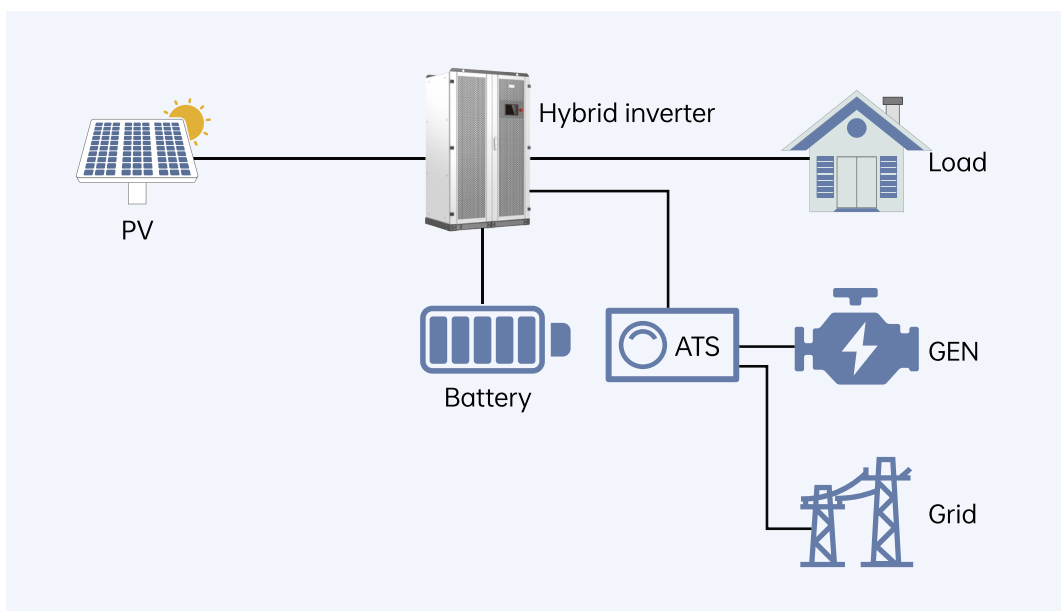 Hybrid inverter
Load
PV
ATS
GEN
Battery
Grid